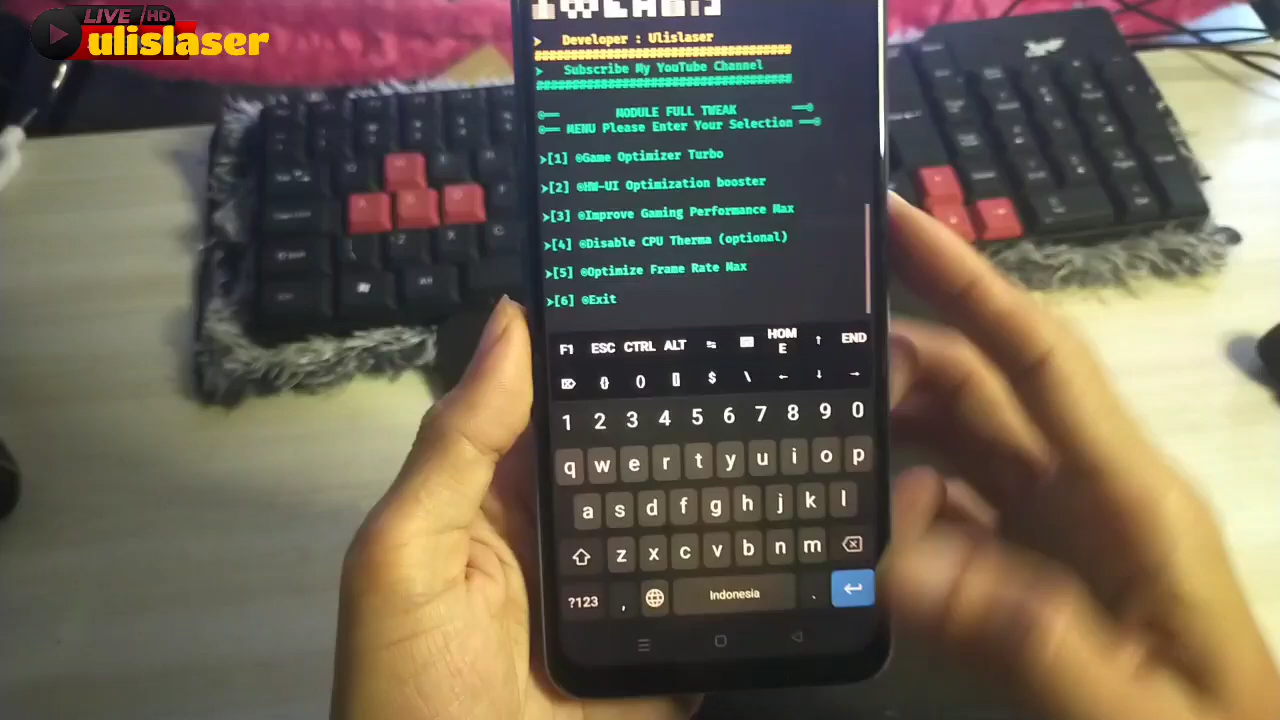 LIVE /HD
ulislaser
> Developer : Ulislaser
> Subscribe My YouTube Channel
MODULE FULL TWEAK
MENU Please Enter Your Selection
>[1] @Game Optimizer Turbo
>[2] @HW-UI Optimization booster
>[3] @Improve Gaming Performance Max
>[4] @Disable CPU Therma (optional)
>[5] @Optimize Frame Rate Max
>[6] @Exit
F1 ESC CTRL ALT HOME ↑ END
{} () [] $ \ ← ↓ →
1 2 3 4 5 6 7 8 9 0
q w e r t y u i o p
a s d f g h j k l
z x c v b n m
?123 , Indonesia .